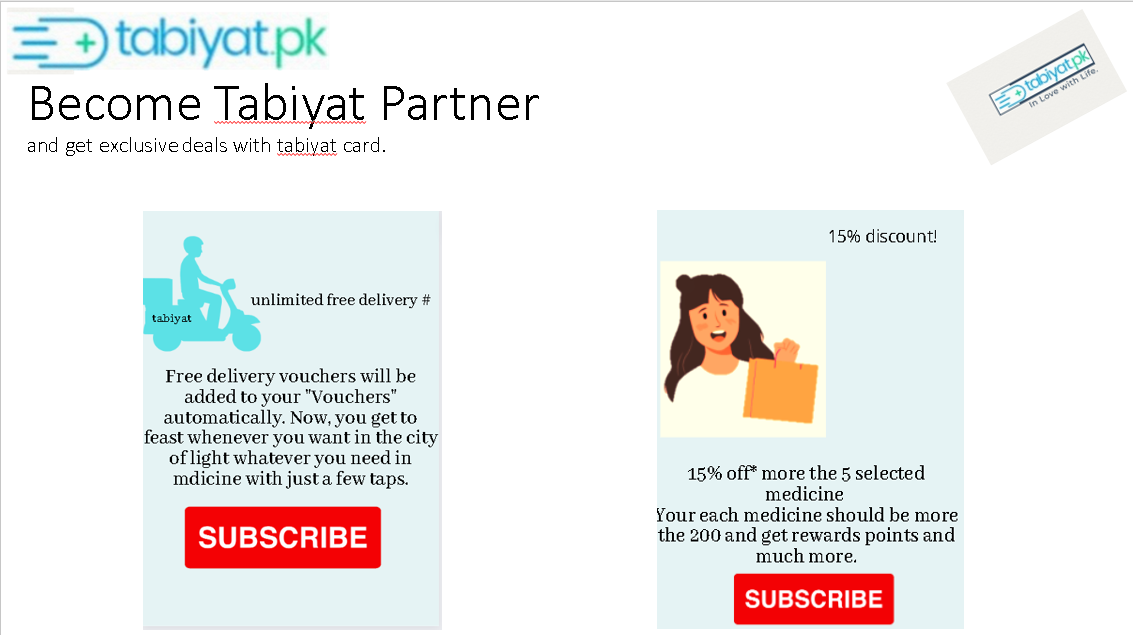 tabiyat.pk
tabiyat.pk
In Love with Life.
Become Tabiyat Partner
and get exclusive deals with tabiyat card.
unlimited free delivery #
tabiyat
Free delivery vouchers will be
added to your "Vouchers"
automatically. Now, you get to
feast whenever you want in the city
of light whatever you need in
mdicine with just a few taps.
SUBSCRIBE
15% discount!
15% off* more the 5 selected
medicine
Your each medicine should be more
the 200 and get rewards points and
much more.
SUBSCRIBE